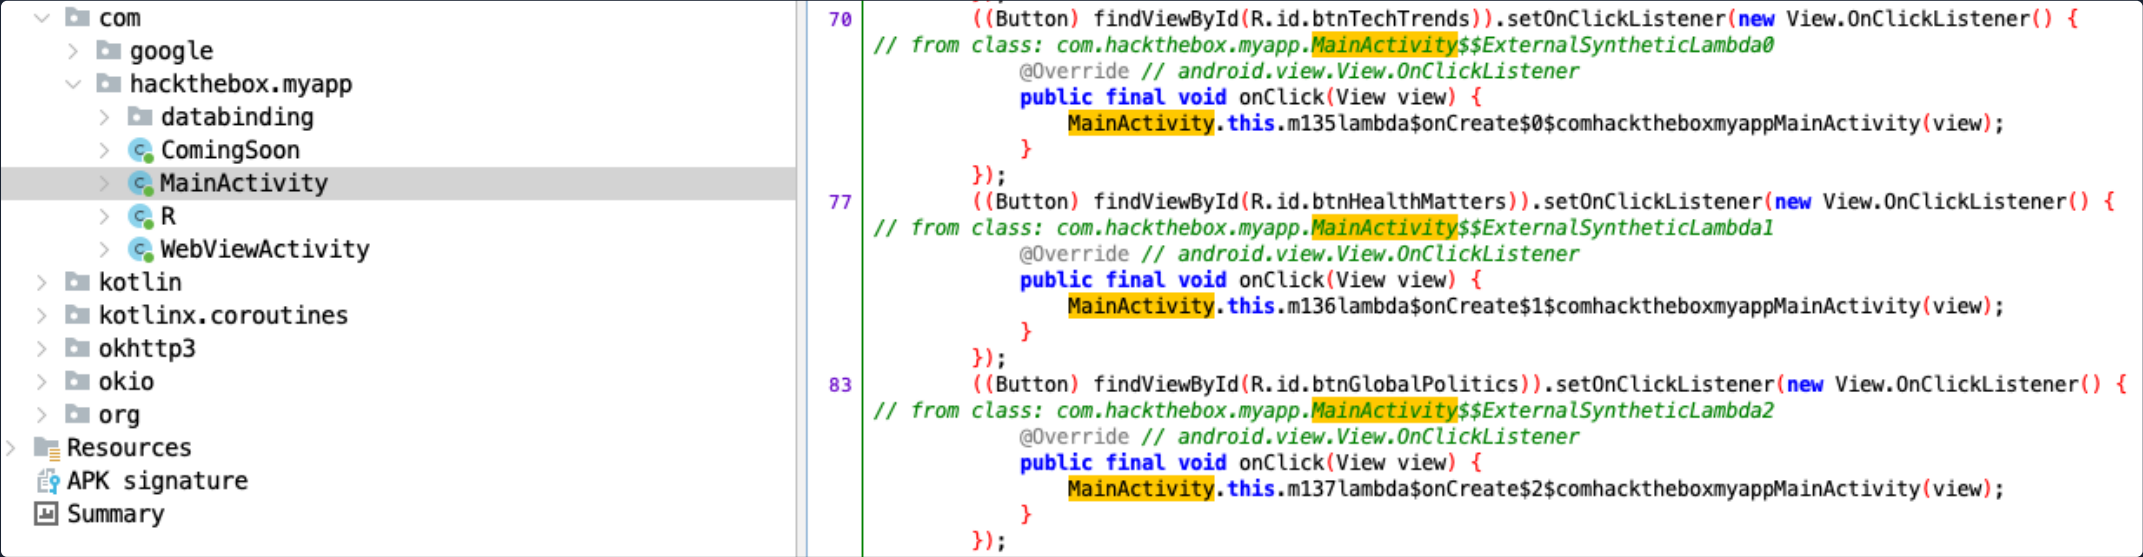 com
google
hackthebox.myapp
databinding
ComingSoon
MainActivity
R
WebViewActivity
kotlin
kotlinx.coroutines
okhttp3
okio
org
Resources
APK signature
Summary
70 ((Button) findViewById(R.id.btnTechTrends)).setOnClickListener(new View.OnClickListener() {
// from class: com.hackthebox.myapp.MainActivity$$ExternalSyntheticLambda0
@Override // android.view.View.OnClickListener
public final void onClick(View view) {
MainActivity.this.m135lambda$onCreate$0$comhacktheboxmyappMainActivity(view);
}
});
77 ((Button) findViewById(R.id.btnHealthMatters)).setOnClickListener(new View.OnClickListener() {
// from class: com.hackthebox.myapp.MainActivity$$ExternalSyntheticLambda1
@Override // android.view.View.OnClickListener
public final void onClick(View view) {
MainActivity.this.m136lambda$onCreate$1$comhacktheboxmyappMainActivity(view);
}
});
83 ((Button) findViewById(R.id.btnGlobalPolitics)).setOnClickListener(new View.OnClickListener() {
// from class: com.hackthebox.myapp.MainActivity$$ExternalSyntheticLambda2
@Override // android.view.View.OnClickListener
public final void onClick(View view) {
MainActivity.this.m137lambda$onCreate$2$comhacktheboxmyappMainActivity(view);
}
});